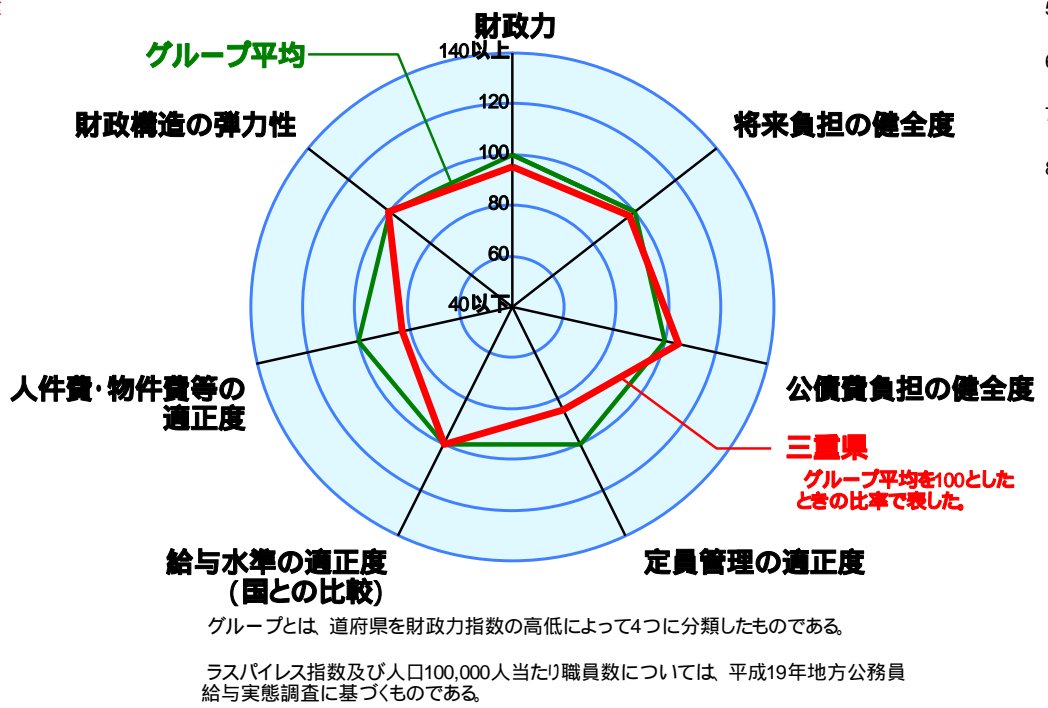 財政力
140以上
グループ平均
120
財政構造の弾力性
将来負担の健全度
100
80
60
40以下
人件費・物件費等の
適正度
公債費負担の健全度
三重県
グループ平均を100とした
ときの比率で表した。
給与水準の適正度
(国との比較)
定員管理の適正度
グループとは、道府県を財政力指数の高低によって4つに分類したものである。
ラスパイレス指数及び人口100,000人当たり職員数については、平成19年地方公務員
給与実態調査に基づくものである。